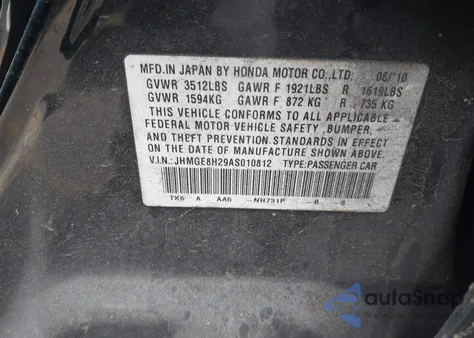 MFD.IN JAPAN BY HONDA MOTOR CO.,LTD. 06/10
GVWR 3512LBS GAWR F 1921LBS R 1619LBS
GVWR 1594KG GAWR F 872 KG R 735 KG
THIS VEHICLE CONFORMS TO ALL APPLICABLE
FEDERAL MOTOR VEHICLE SAFETY ,BUMPER,
AND THEFT PREVENTION STANDARDS IN EFFECT
ON THE DATE OF MANUFACTURE SHOWN ABOVE.
V.I.N.: JHMGE8H29AS010812 TYPE:PASSENGER CAR
TK6 A AA6 -NH731P -
autoSnap